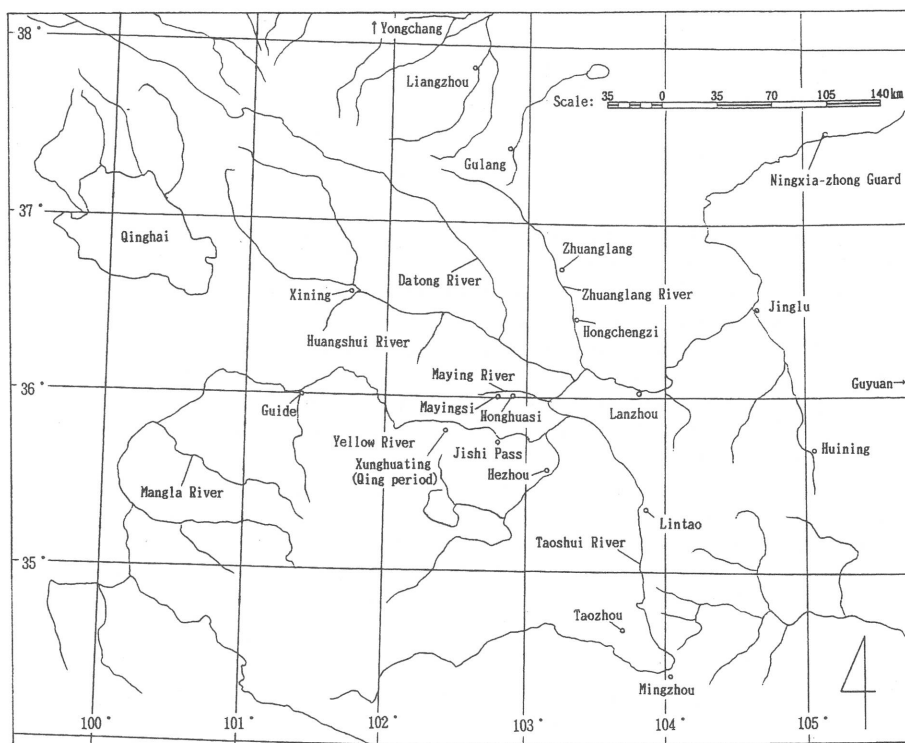 38°
↑Yongchang
Liangzhou
Scale: 35 0 35 70 105 140km
Gulang
Ningxia-zhong Guard
37°
Qinghai
Zhuanglang
Datong River
Xining
Zhuanglang River
Jinglu
Hongchengzi
Huangshui River
36°
Maying River
Guyuan→
Guide
Mayingsi
Honghuasi
Lanzhou
Yellow River
Jishi Pass
Xunghuating
(Qing period)
Hezhou
Huining
Mangla River
Lintao
Taoshui River
35°
Taozhou
Mingzhou
100°
101°
102°
103°
104°
105°